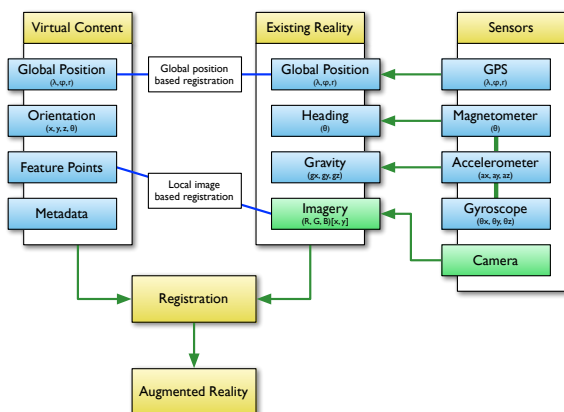 Virtual Content
Existing Reality
Sensors
Global Position
(λ,φ,r)
Global position
based registration
Global Position
(λ,φ,r)
GPS
(λ,φ,r)
Orientation
(x, y, z, θ)
Heading
(θ)
Magnetometer
(θ)
Feature Points
Gravity
(gx, gy, gz)
Accelerometer
(ax, ay, az)
Local image
based registration
Metadata
Imagery
(R, G, B)[x, y]
Gyroscope
(θx, θy, θz)
Camera
Registration
Augmented Reality